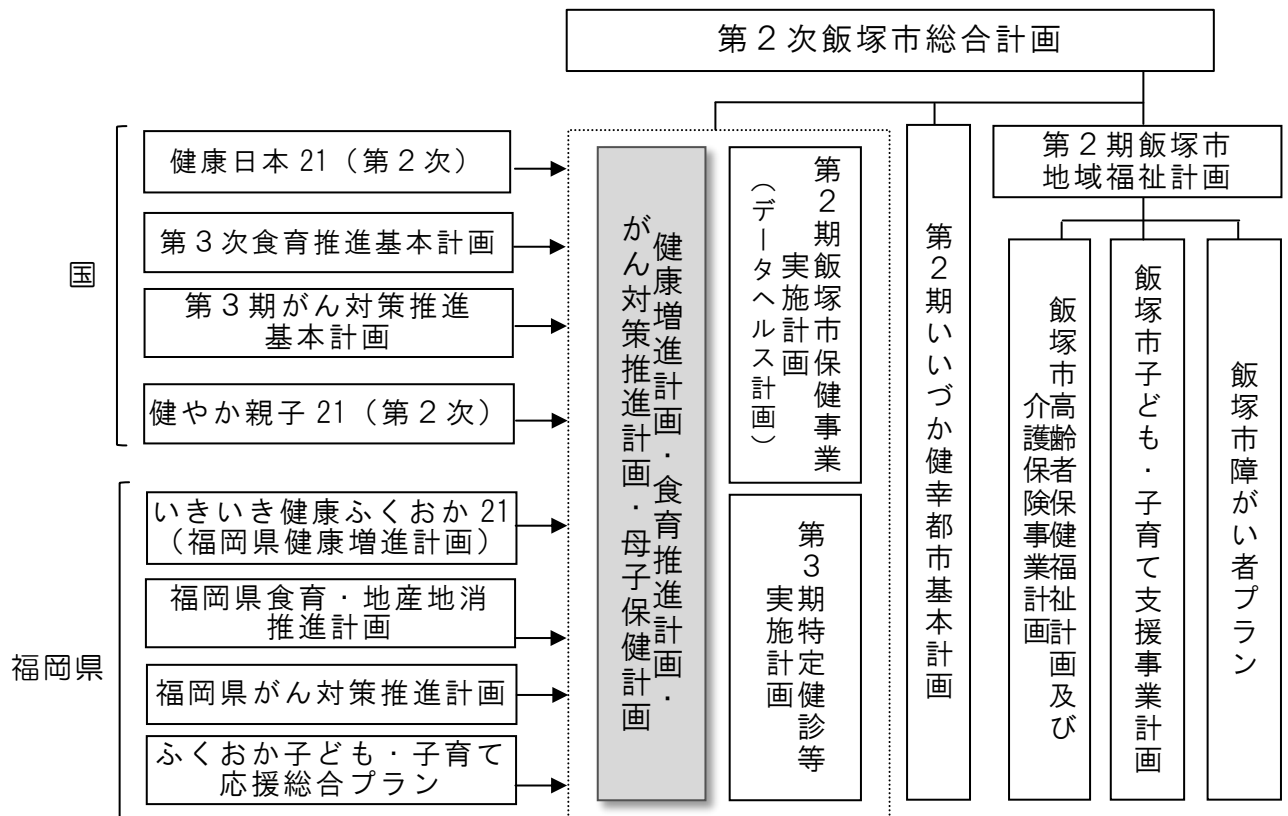 第２次飯塚市総合計画
国
健康日本 21（第２次）
第３次食育推進基本計画
第３期がん対策推進
基本計画
健やか親子 21（第２次）
福岡県
いきいき健康ふくおか 21
（福岡県健康増進計画）
福岡県食育・地産地消
推進計画
福岡県がん対策推進計画
ふくおか子ども・子育て
応援総合プラン
健康増進計画・食育推進計画・
がん対策推進計画・母子保健計画
第２期飯塚市保健事業
実施計画
（データヘルス計画）
第３期特定健診等
実施計画
第２期いいづか健幸都市基本計画
第２期飯塚市
地域福祉計画
飯塚市高齢者保健福祉計画及び
介護保険事業計画
飯塚市子ども・子育て支援事業計画
飯塚市障がい者プラン